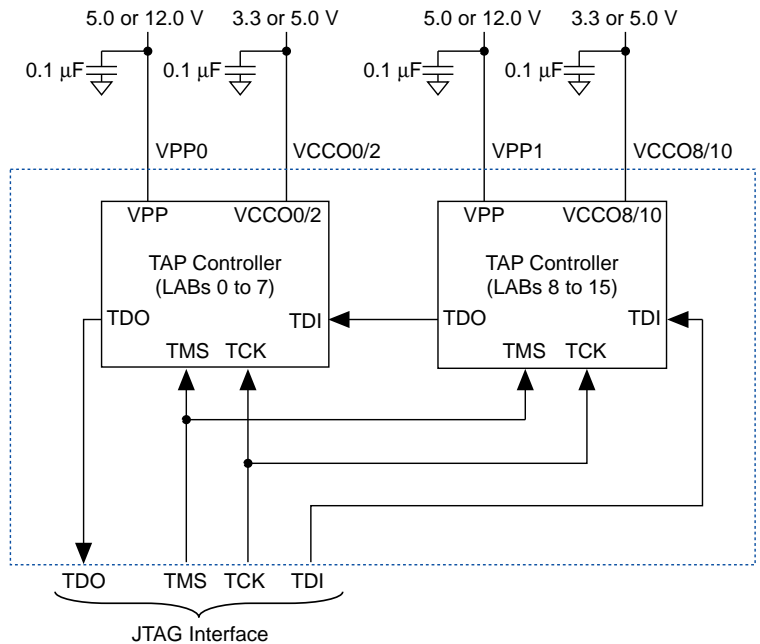 5.0 or 12.0 V
3.3 or 5.0 V
5.0 or 12.0 V
3.3 or 5.0 V
0.1 µF
0.1 µF
0.1 µF
0.1 µF
VPP0
VCCO0/2
VPP1
VCCO8/10
VPP
VCCO0/2
VPP
VCCO8/10
TAP Controller
(LABs 0 to 7)
TAP Controller
(LABs 8 to 15)
TDO
TDI
TDO
TDI
TMS
TCK
TMS
TCK
TDO
TMS
TCK
TDI
JTAG Interface